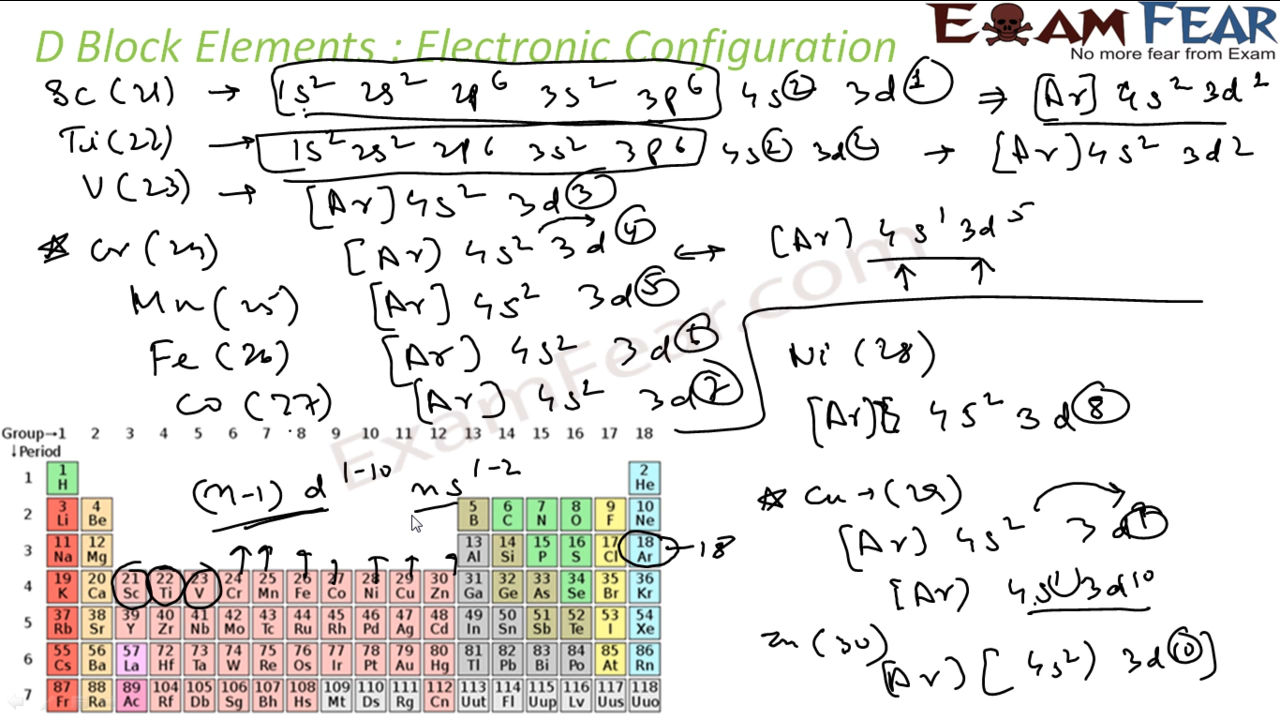 D Block Elements : Electronic Configuration
EXAM FEAR
No more fear from Exam
Sc (21) → 1s² 2s² 2p⁶ 3s² 3p⁶ 4s② 3d① ⇒ [Ar] 4s² 3d²
Ti (22) → 1s² 2s² 2p⁶ 3s² 3p⁶ 4s② 3d② → [Ar] 4s² 3d2
V (23) → [Ar] 4s² 3d③
☆ Cr (24) [Ar] 4s² 3d④ ↔ [Ar] 4s¹ 3d⁵
Mn (25) [Ar] 4s² 3d⑤
Fe (26) [Ar] 4s² 3d⑥
Co (27) [Ar] 4s² 3d⑦
Ni (28)
[Ar] 4s² 3d⑧
☆ Cu → (29)
[Ar] 4s² 3d⑨
[Ar] 4s¹ 3d¹⁰
Zn (30)
[Ar] [4s²) 3d⑩]
(n-1) d¹⁻¹⁰ ns¹⁻²
Group→1 2 3 4 5 6 7 8 9 10 11 12 13 14 15 16 17 18
↓Period
1 1 H 2 He
2 3 Li 4 Be 5 B 6 C 7 N 8 O 9 F 10 Ne
3 11 Na 12 Mg 13 Al 14 Si 15 P 16 S 17 Cl 18 Ar → 18
4 19 K 20 Ca 21 Sc 22 Ti 23 V 24 Cr 25 Mn 26 Fe 27 Co 28 Ni 29 Cu 30 Zn 31 Ga 32 Ge 33 As 34 Se 35 Br 36 Kr
5 37 Rb 38 Sr 39 Y 40 Zr 41 Nb 42 Mo 43 Tc 44 Ru 45 Rh 46 Pd 47 Ag 48 Cd 49 In 50 Sn 51 Sb 52 Te 53 I 54 Xe
6 55 Cs 56 Ba 57 La 72 Hf 73 Ta 74 W 75 Re 76 Os 77 Ir 78 Pt 79 Au 80 Hg 81 Tl 82 Pb 83 Bi 84 Po 85 At 86 Rn
7 87 Fr 88 Ra 89 Ac 104 Rf 105 Db 106 Sg 107 Bh 108 Hs 109 Mt 110 Ds 111 Rg 112 Cn 113 Uut 114 Fl 115 Uup 116 Lv 117 Uus 118 Uuo
ExamFear.com